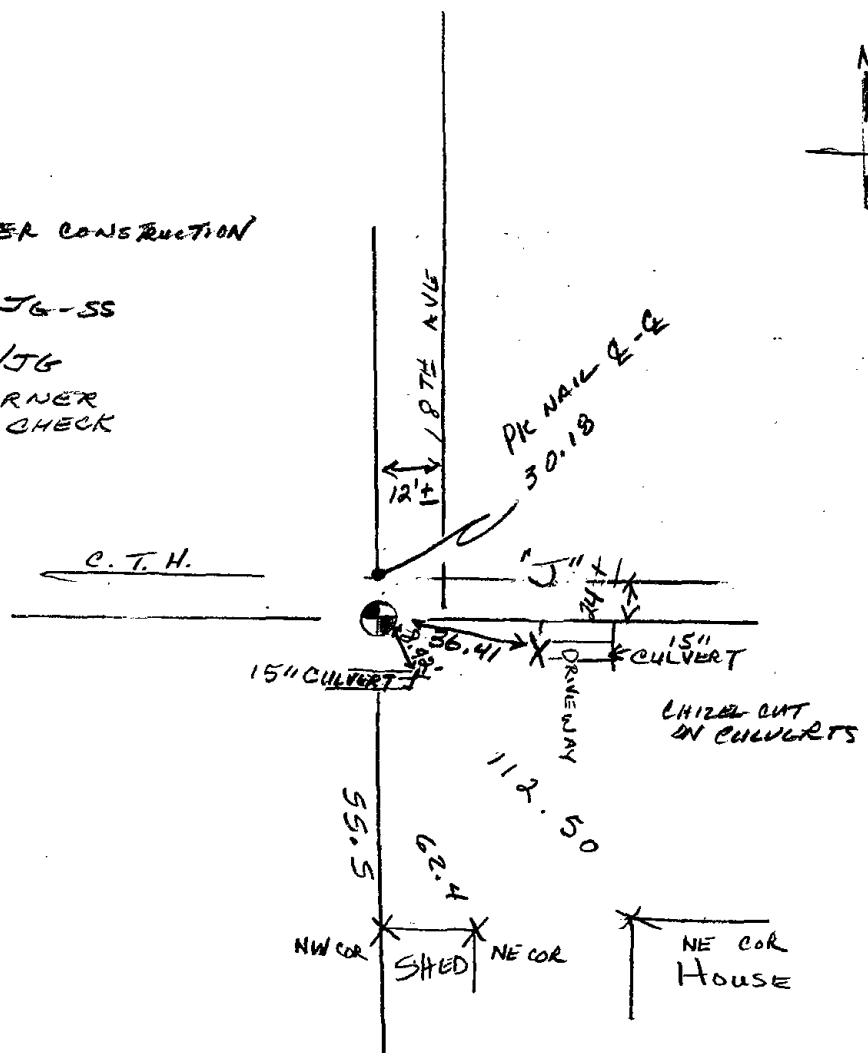 N
ER CONSTRUCTION
JG-SS
/JG
RNER
CHECK
18TH AVE
PK NAIL ℄-℄
30.18
12'±
C. T. H.
"J"
24±
36.41
15" CULVERT
15"
CULVERT
DRIVEWAY
CHIZEL CUT
ON CULVERTS
112.50
55.5
62.4
NW COR
SHED
NE COR
NE COR
HOUSE